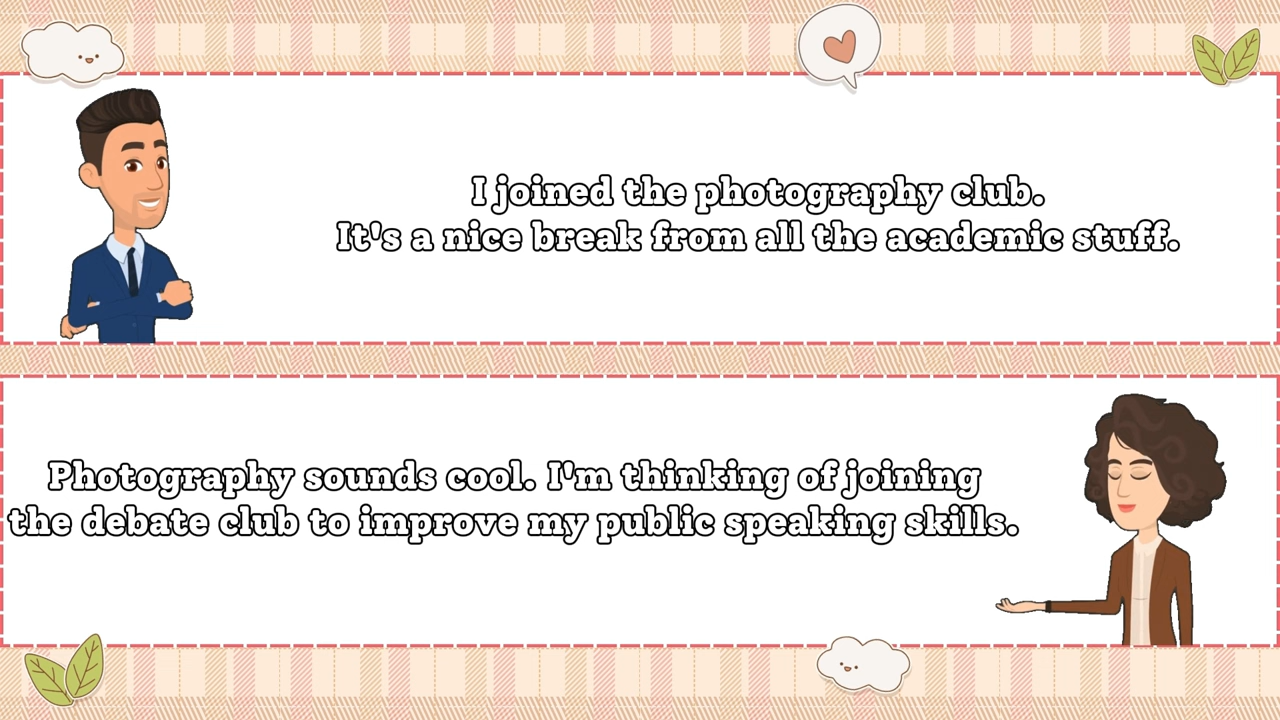 I joined the photography club.
It's a nice break from all the academic stuff.
Photography sounds cool. I'm thinking of joining
the debate club to improve my public speaking skills.